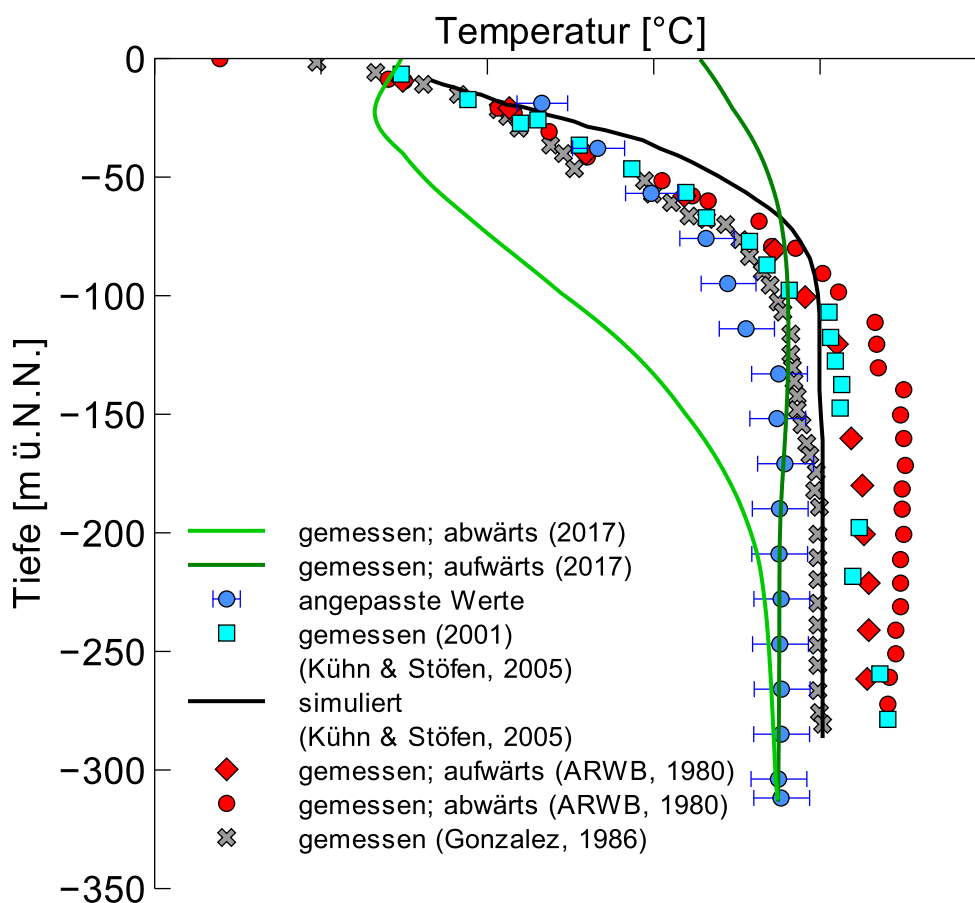 Temperatur [°C]
0
−50
−100
−150
−200
−250
−300
−350
Tiefe [m ü.N.N.]
gemessen; abwärts (2017)
gemessen; aufwärts (2017)
angepasste Werte
gemessen (2001)
(Kühn & Stöfen, 2005)
simuliert
(Kühn & Stöfen, 2005)
gemessen; aufwärts (ARWB, 1980)
gemessen; abwärts (ARWB, 1980)
gemessen (Gonzalez, 1986)